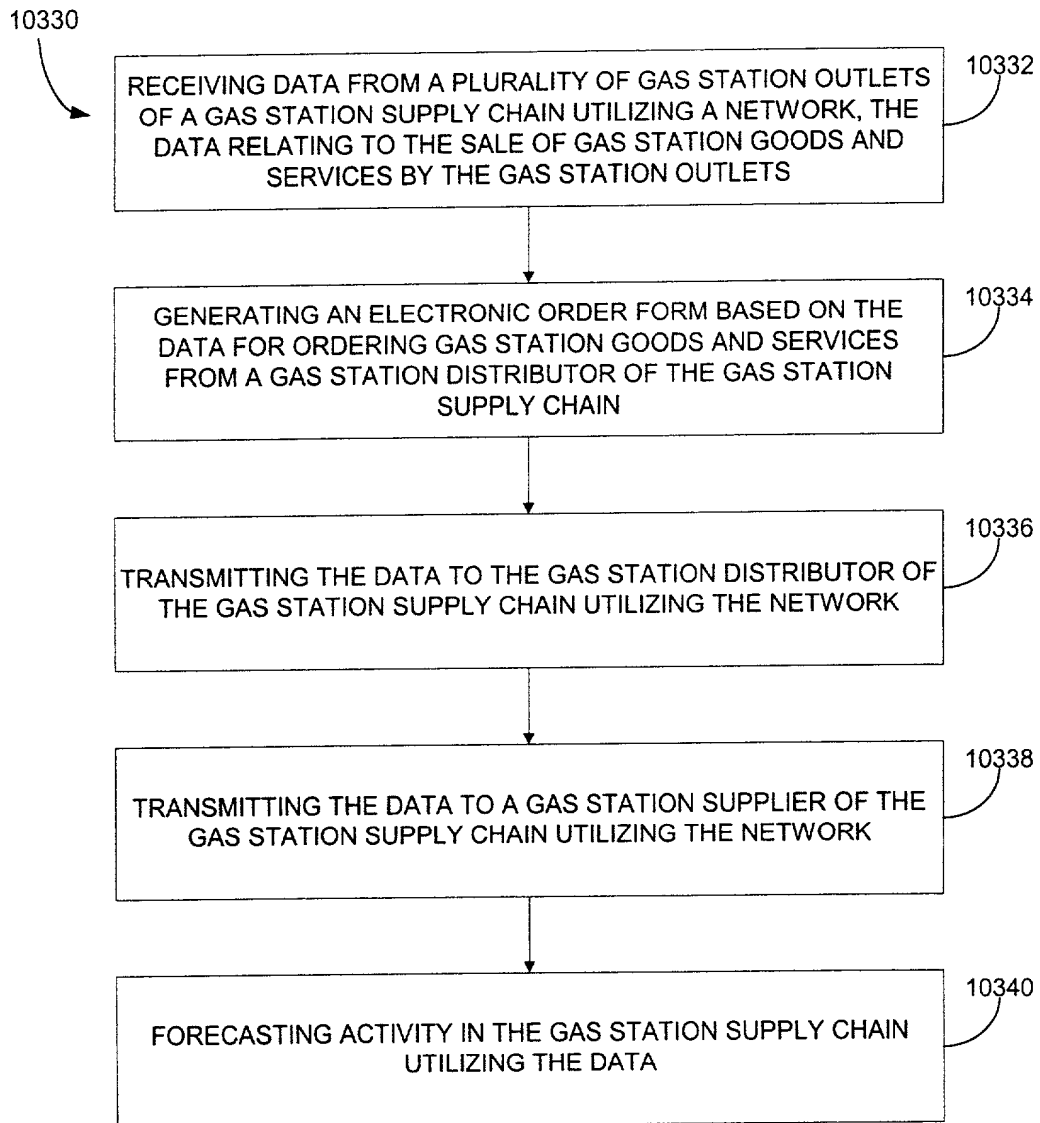 10330
RECEIVING DATA FROM A PLURALITY OF GAS STATION OUTLETS
OF A GAS STATION SUPPLY CHAIN UTILIZING A NETWORK, THE
DATA RELATING TO THE SALE OF GAS STATION GOODS AND
SERVICES BY THE GAS STATION OUTLETS
10332
GENERATING AN ELECTRONIC ORDER FORM BASED ON THE
DATA FOR ORDERING GAS STATION GOODS AND SERVICES
FROM A GAS STATION DISTRIBUTOR OF THE GAS STATION
SUPPLY CHAIN
10334
TRANSMITTING THE DATA TO THE GAS STATION DISTRIBUTOR OF
THE GAS STATION SUPPLY CHAIN UTILIZING THE NETWORK
10336
TRANSMITTING THE DATA TO A GAS STATION SUPPLIER OF THE
GAS STATION SUPPLY CHAIN UTILIZING THE NETWORK
10338
FORECASTING ACTIVITY IN THE GAS STATION SUPPLY CHAIN
UTILIZING THE DATA
10340